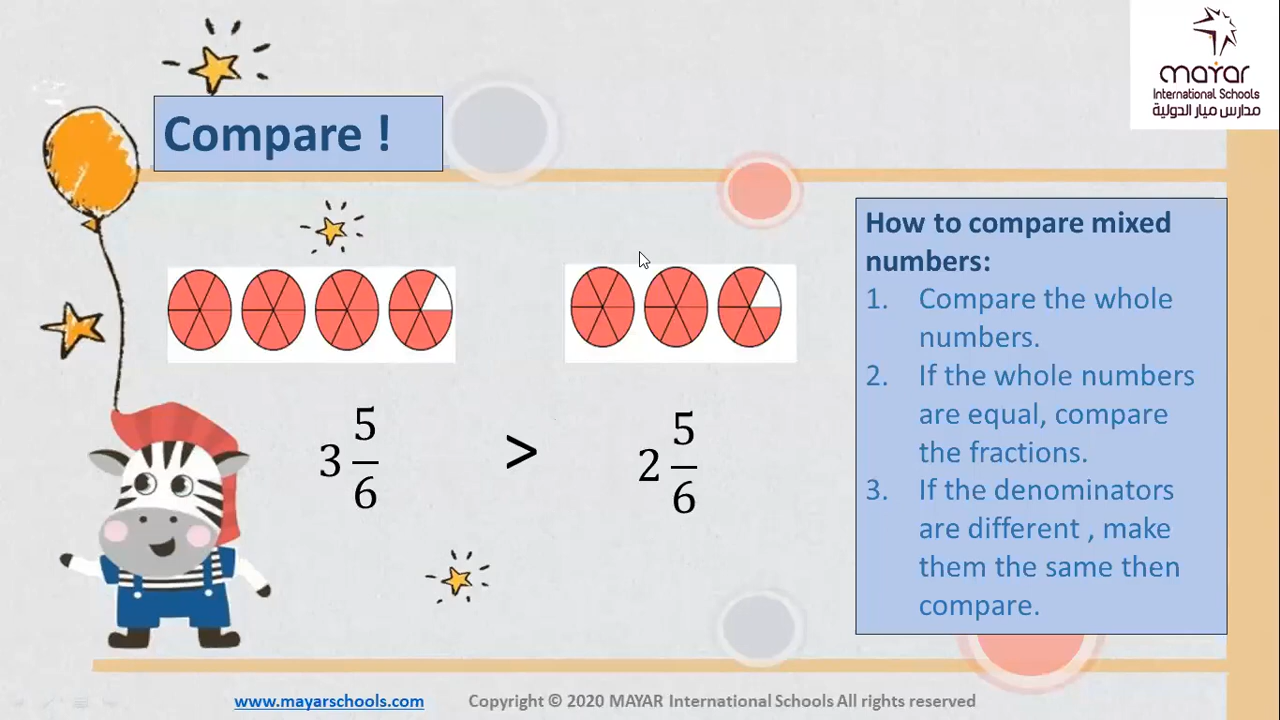 mayar
International Schools
مدارس ميار الدولية
Compare !
3 5/6 > 2 5/6
How to compare mixed
numbers:
1. Compare the whole
numbers.
2. If the whole numbers
are equal, compare
the fractions.
3. If the denominators
are different , make
them the same then
compare.
www.mayarschools.com Copyright © 2020 MAYAR International Schools All rights reserved